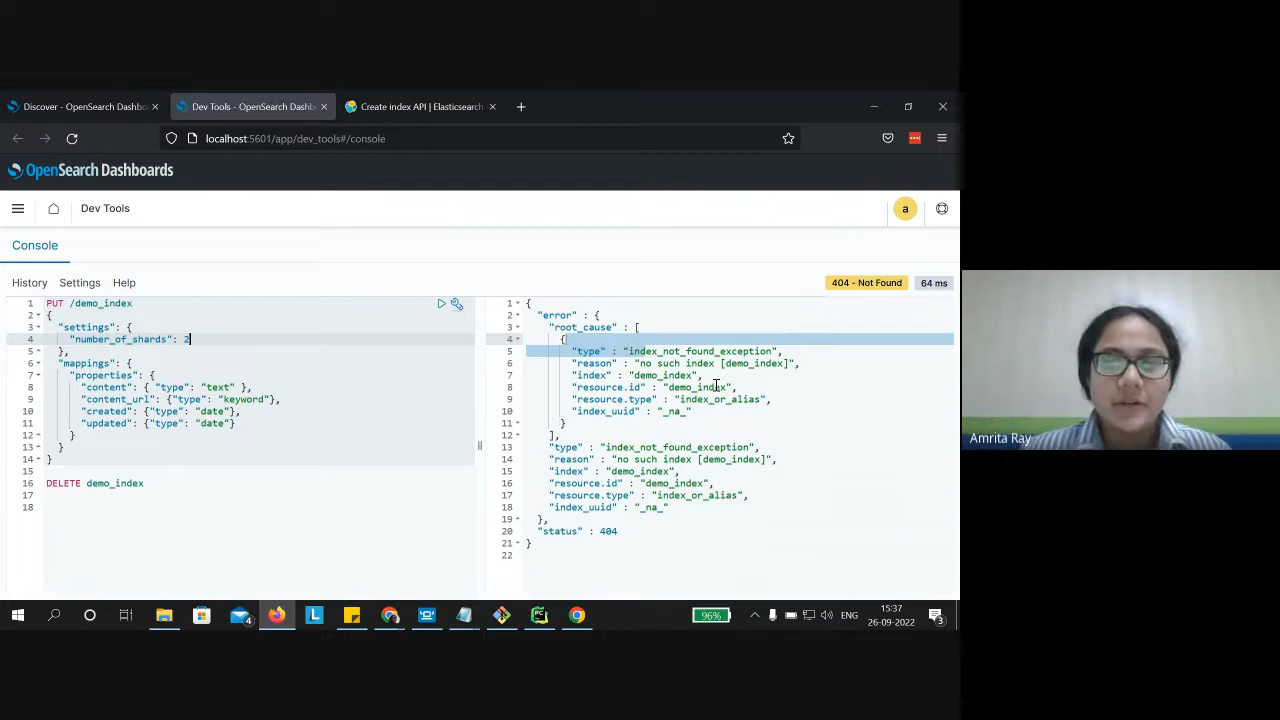 Discover - OpenSearch Dashbo
Dev Tools - OpenSearch Dashb
Create index API | Elasticsearch
localhost:5601/app/dev_tools#/console
OpenSearch Dashboards
Dev Tools
a
Console
History Settings Help
404 - Not Found 64 ms
1 PUT /demo_index
2 {
3 "settings": {
4 "number_of_shards": 2
5 },
6 "mappings": {
7 "properties": {
8 "content": { "type": "text" },
9 "content_url": {"type": "keyword"},
10 "created": {"type": "date"},
11 "updated": {"type": "date"}
12 }
13 }
14 }
15
16 DELETE demo_index
17
18
1 {
2 "error" : {
3 "root_cause" : [
4 {
5 "type" : "index_not_found_exception",
6 "reason" : "no such index [demo_index]",
7 "index" : "demo_index",
8 "resource.id" : "demo_index",
9 "resource.type" : "index_or_alias",
10 "index_uuid" : "_na_"
11 }
12 ],
13 "type" : "index_not_found_exception",
14 "reason" : "no such index [demo_index]",
15 "index" : "demo_index",
16 "resource.id" : "demo_index",
17 "resource.type" : "index_or_alias",
18 "index_uuid" : "_na_"
19 },
20 "status" : 404
21 }
22
Amrita Ray
L
4
96%
ENG
15:37
26-09-2022
3